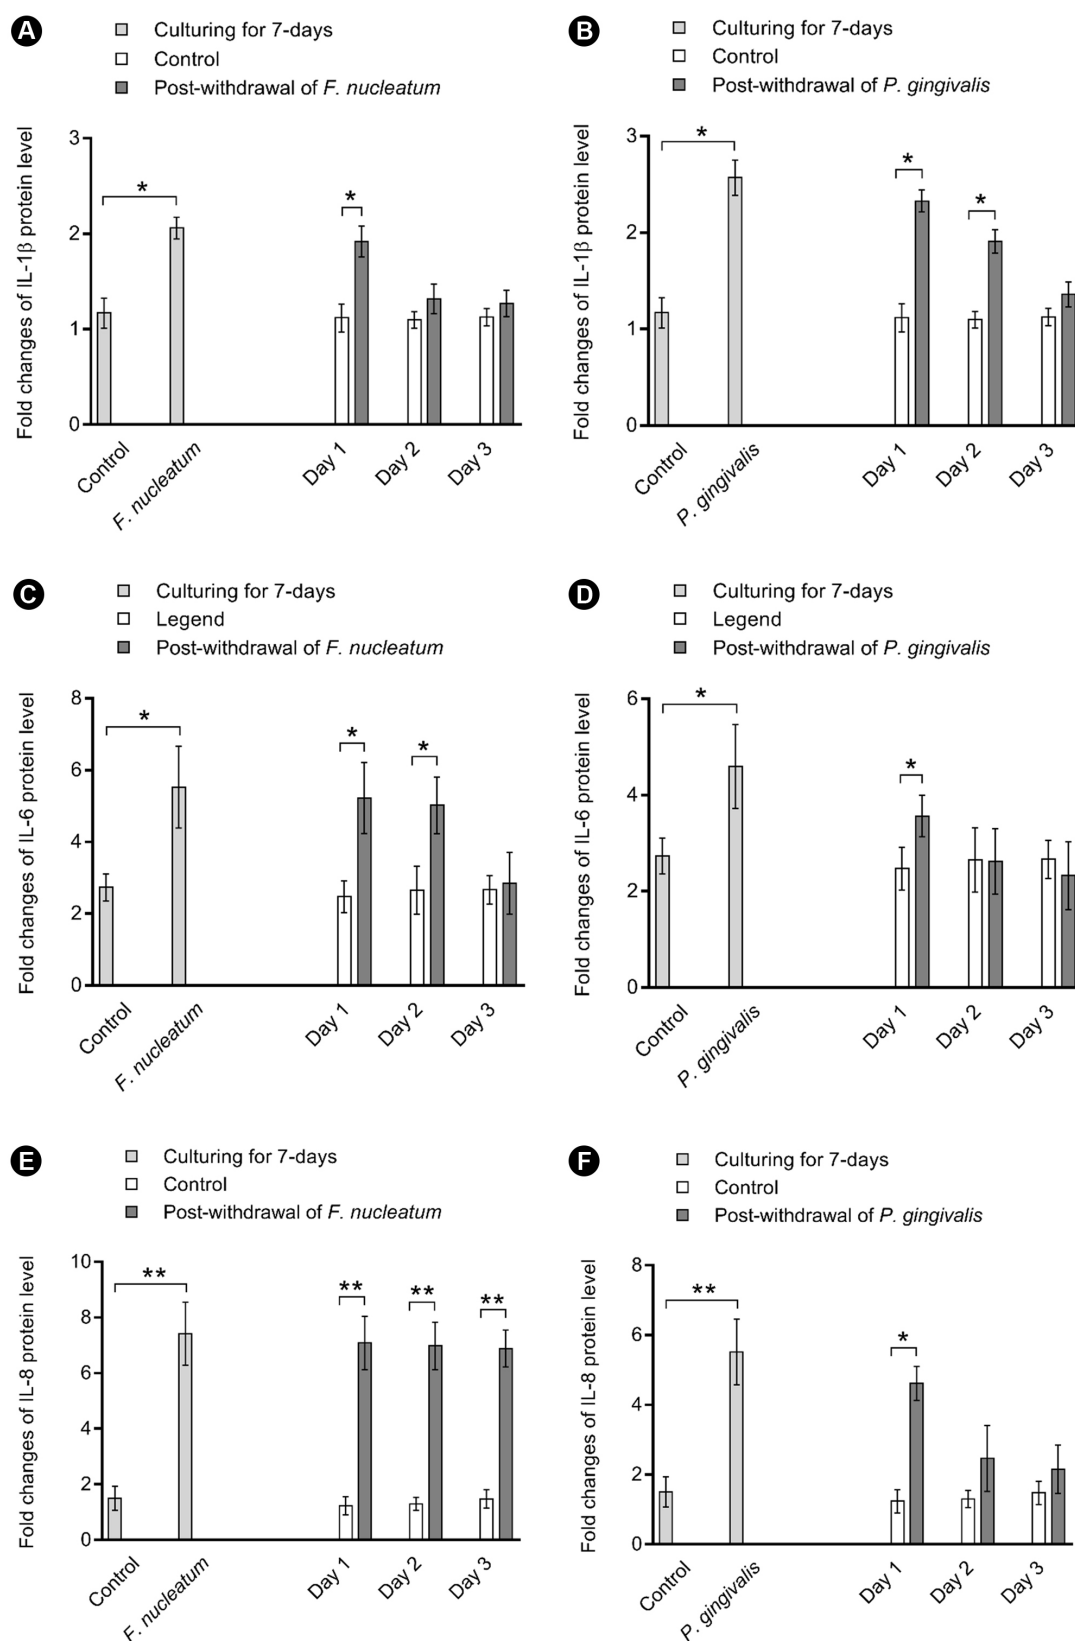 A
Culturing for 7-days
Control
Post-withdrawal of F. nucleatum
Fold changes of IL-1β protein level
3
2
1
0
*
*
Control
F. nucleatum
Day 1
Day 2
Day 3
B
Culturing for 7-days
Control
Post-withdrawal of P. gingivalis
Fold changes of IL-1β protein level
3
2
1
0
*
*
*
Control
P. gingivalis
Day 1
Day 2
Day 3
C
Culturing for 7-days
Legend
Post-withdrawal of F. nucleatum
Fold changes of IL-6 protein level
8
6
4
2
0
*
*
*
Control
F. nucleatum
Day 1
Day 2
Day 3
D
Culturing for 7-days
Legend
Post-withdrawal of P. gingivalis
Fold changes of IL-6 protein level
6
4
2
0
*
*
Control
P. gingivalis
Day 1
Day 2
Day 3
E
Culturing for 7-days
Control
Post-withdrawal of F. nucleatum
Fold changes of IL-8 protein level
10
8
6
4
2
0
**
**
**
**
Control
F. nucleatum
Day 1
Day 2
Day 3
F
Culturing for 7-days
Control
Post-withdrawal of P. gingivalis
Fold changes of IL-8 protein level
8
6
4
2
0
**
*
Control
P. gingivalis
Day 1
Day 2
Day 3